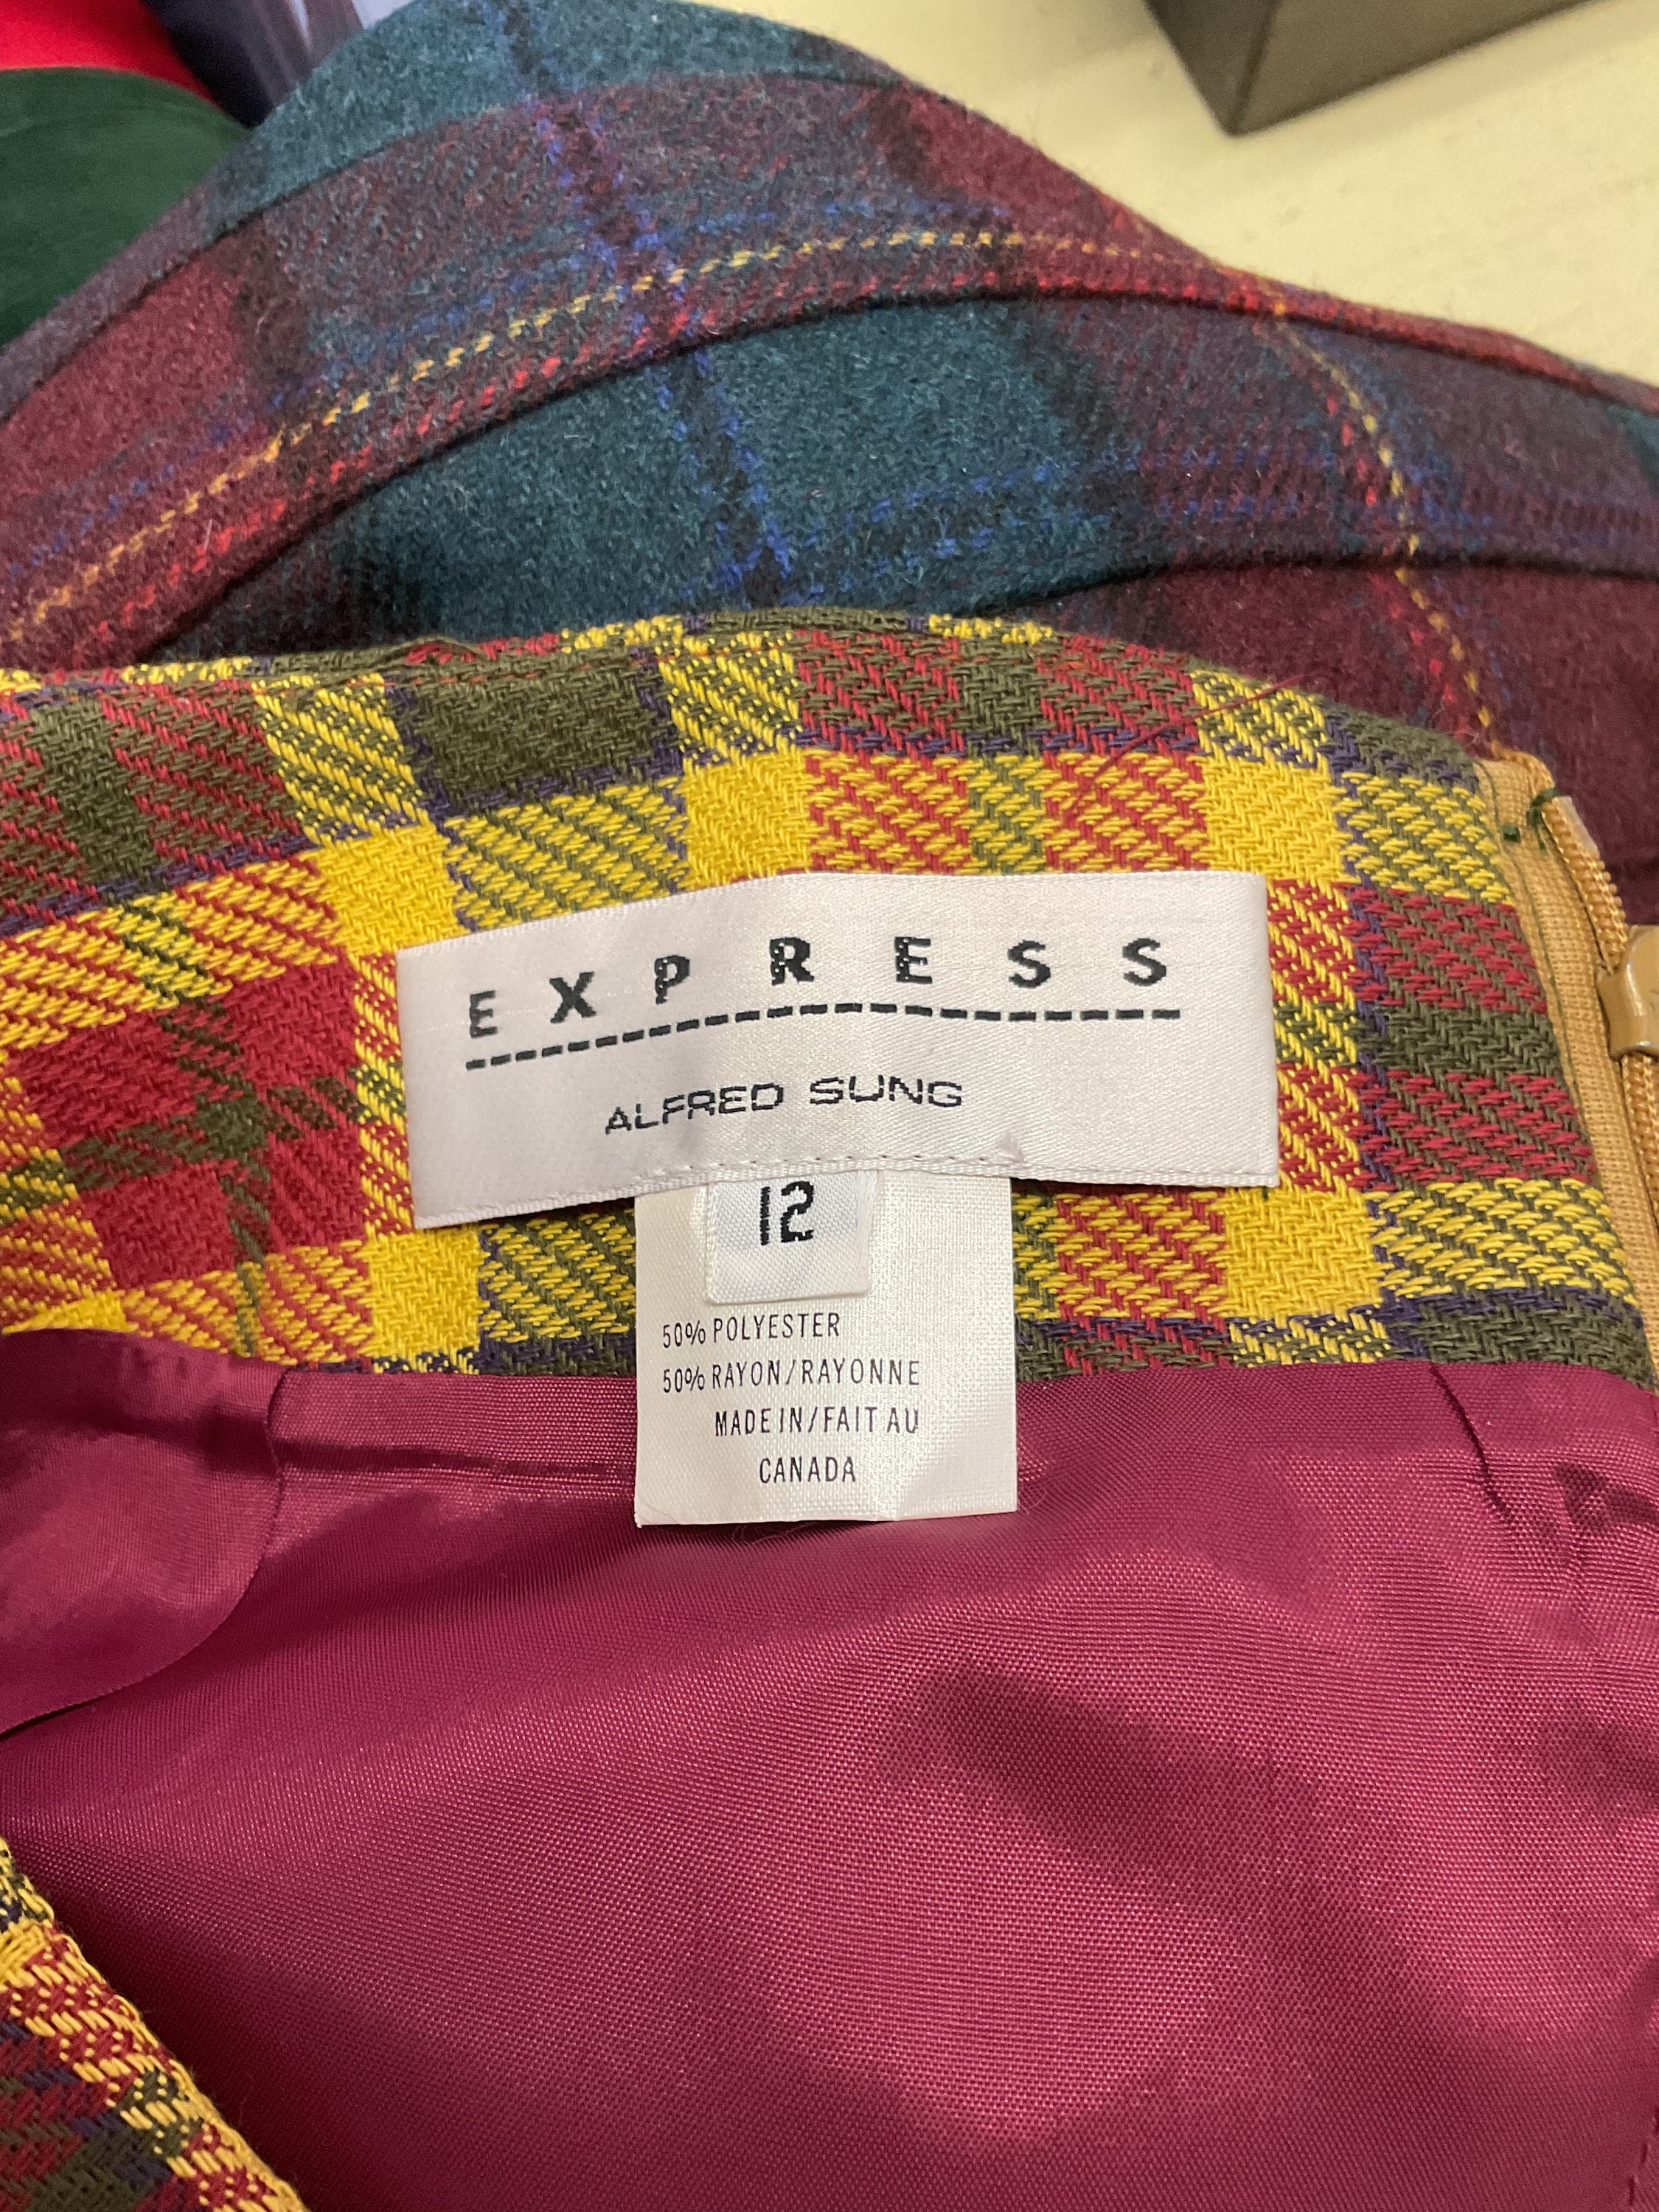 EXPRESS
ALFRED SUNG
12
50% POLYESTER
50% RAYON/RAYONNE
MADE IN/FAIT AU
CANADA